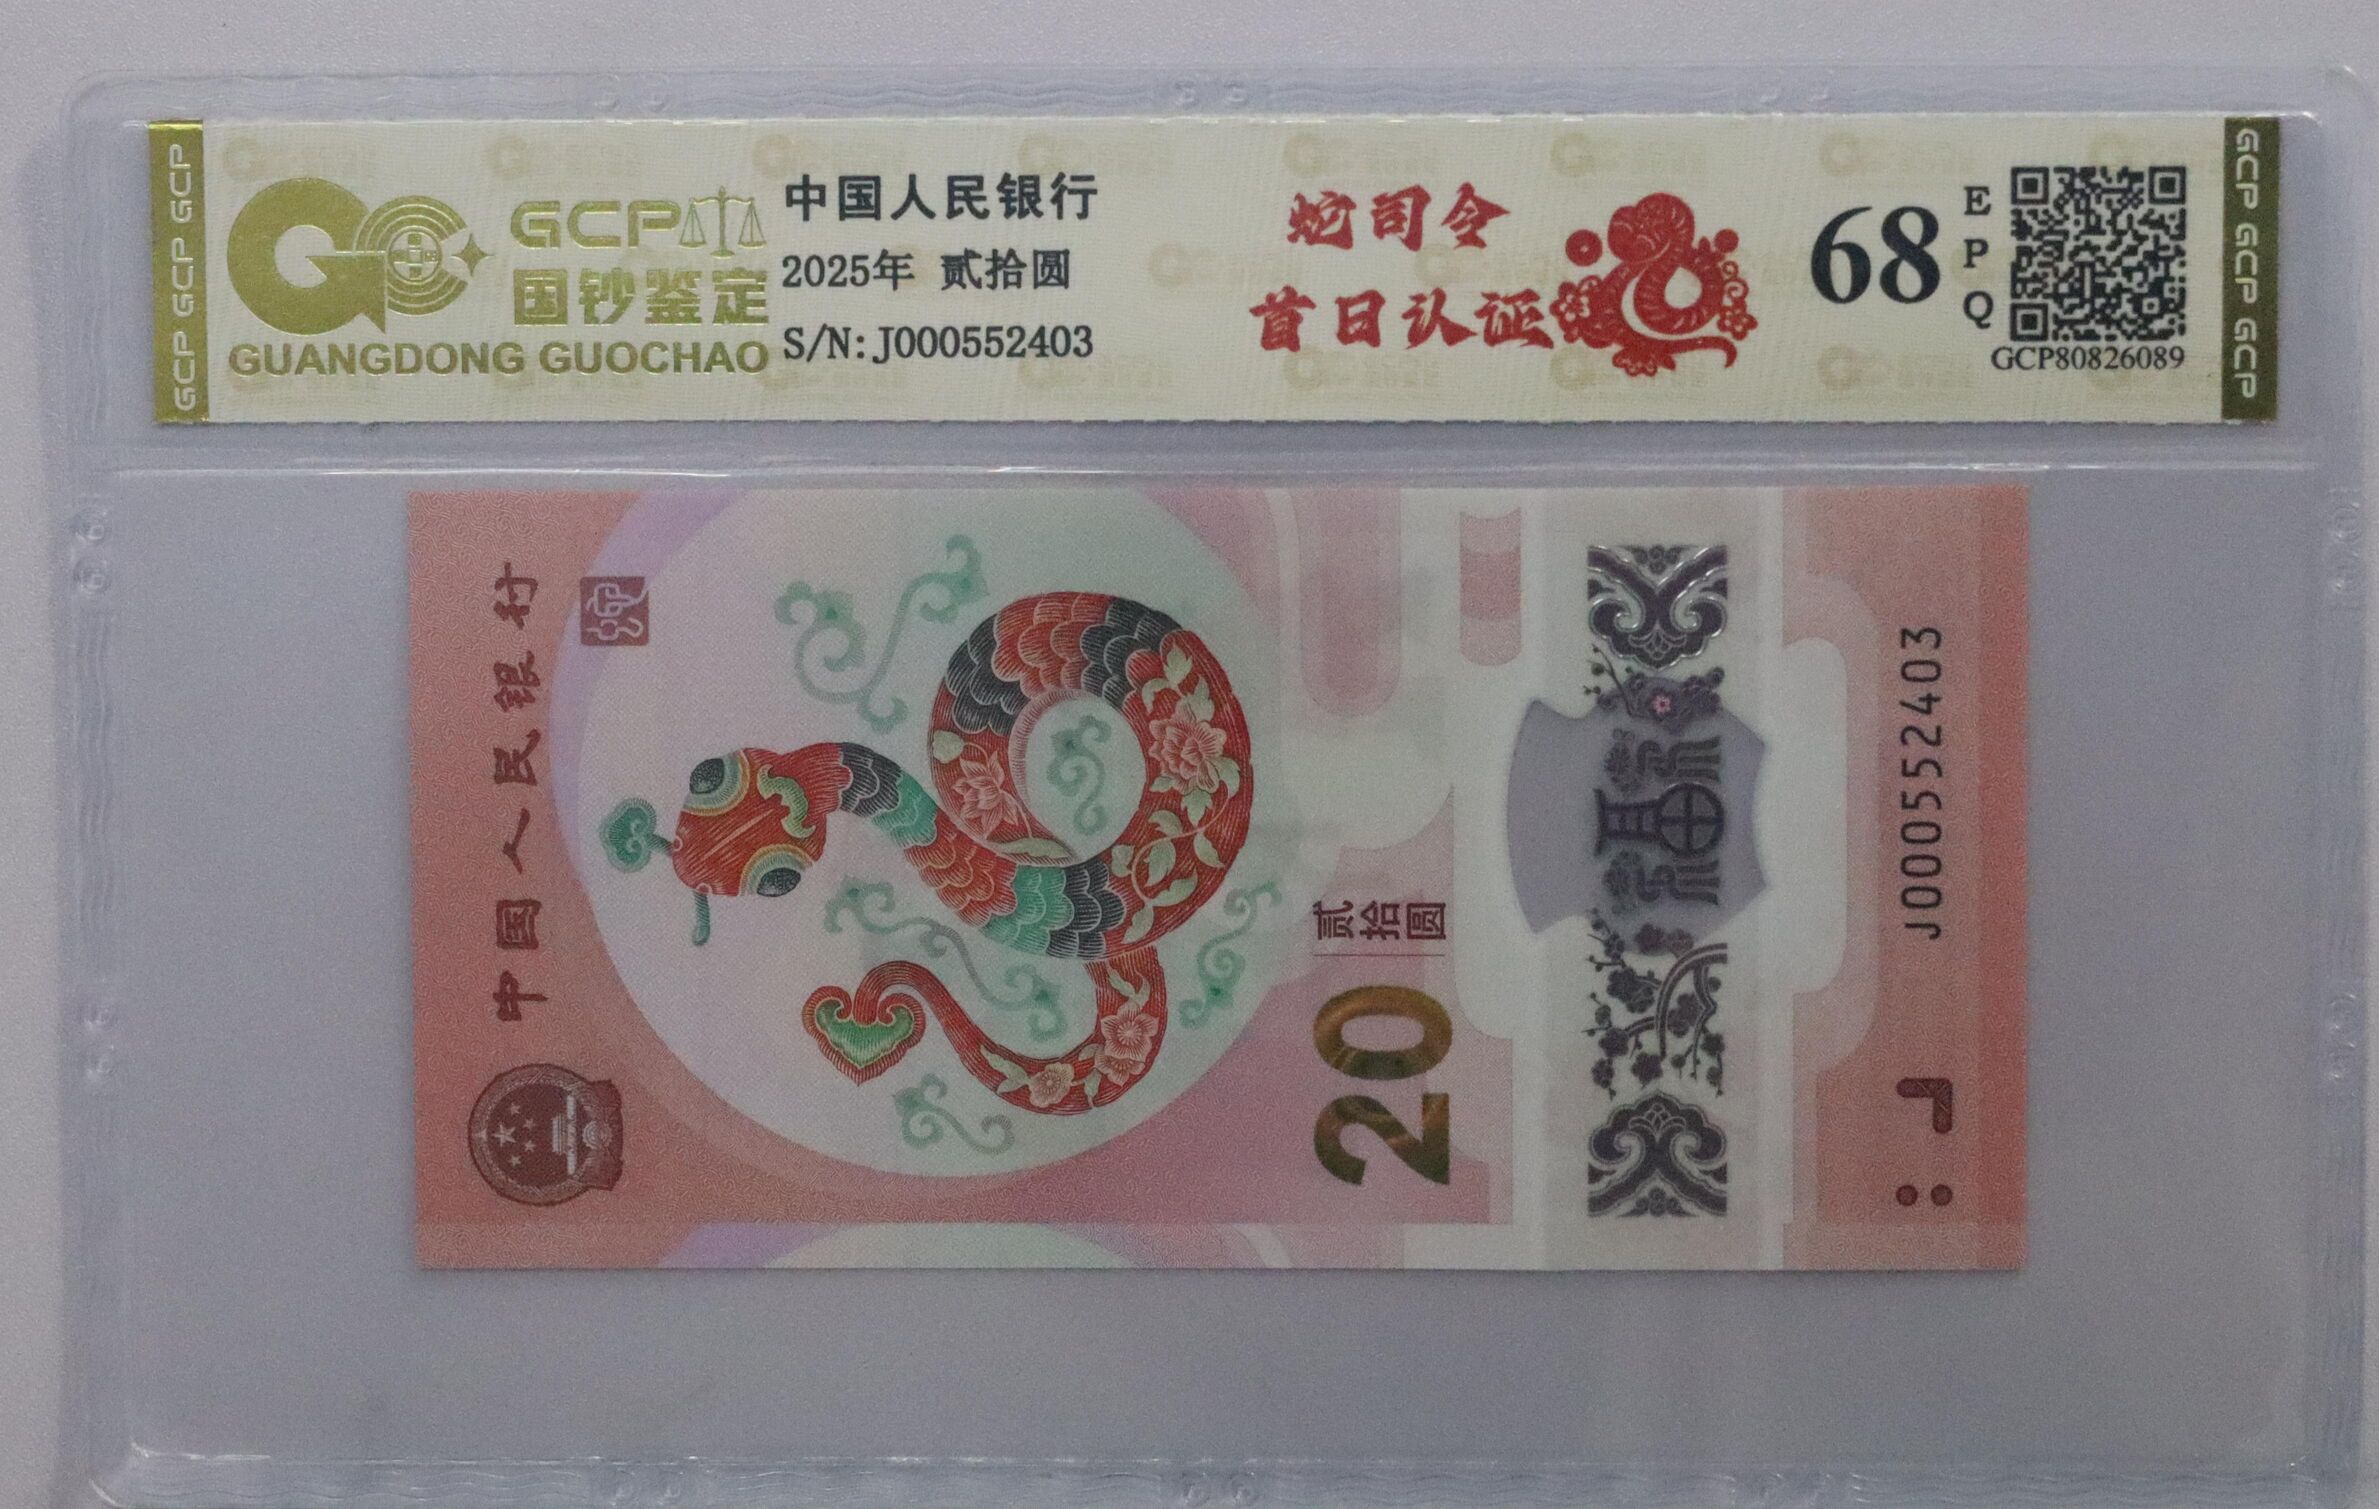 GCP GCP GCP
GCP
国钞鉴定
GUANGDONG GUOCHAO
中国人民银行
2025年 贰拾圆
S/N:J000552403
蛇司令
首日认证
68
EPQ
GCP80826089
GCP GCP GCP
中国人民银行
20
贰拾圆
福
J000552403